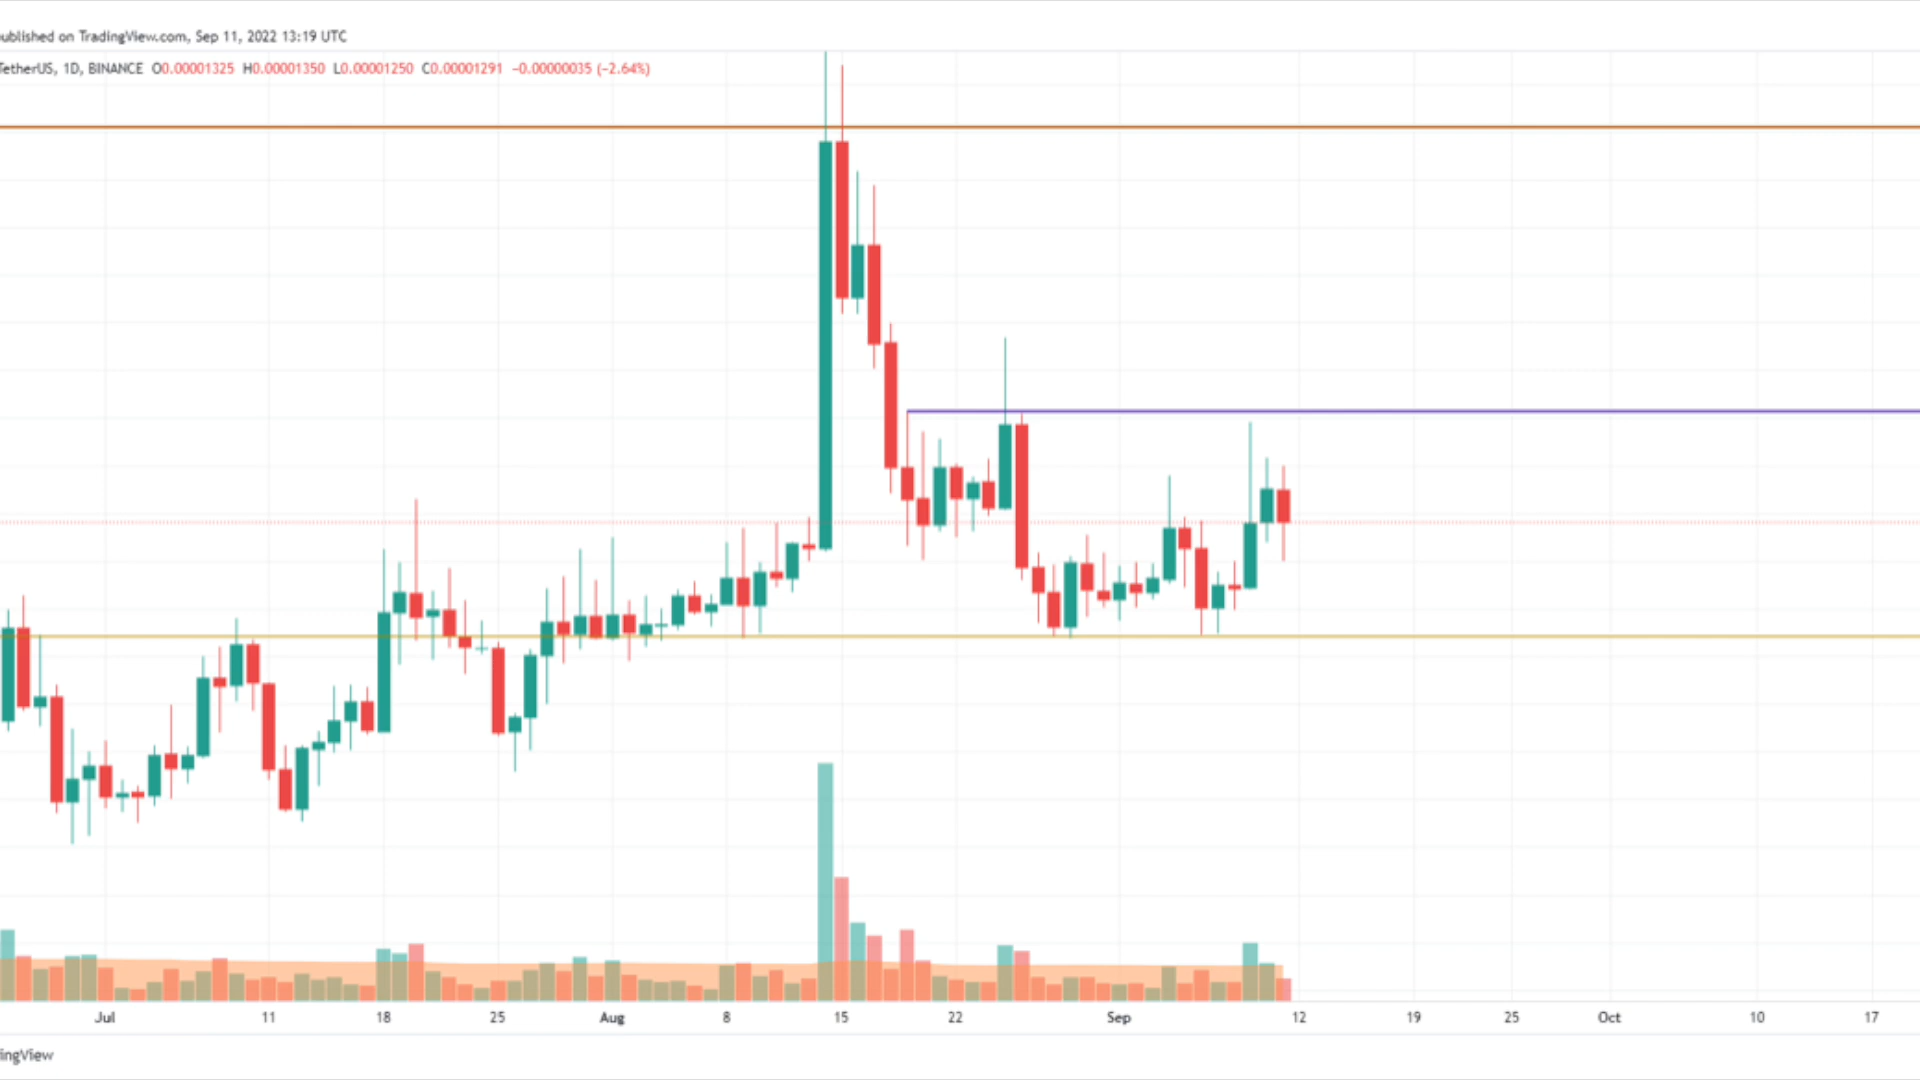 ublished on TradingView.com, Sep 11, 2022 13:19 UTC
TetherUS, 1D, BINANCE O0.00001325 H0.00001350 L0.00001250 C0.00001291 −0.00000035 (−2.64%)
Jul 11 18 25 Aug 8 15 22 Sep 12 19 25 Oct 10 17
ingView